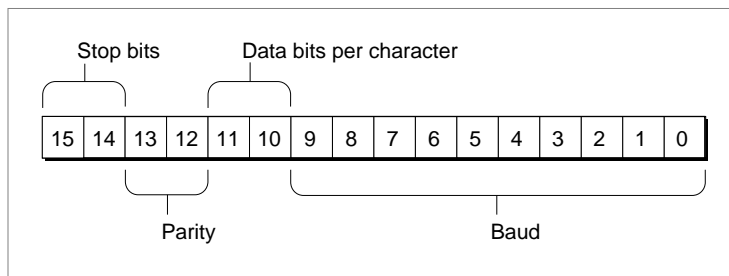 Stop bits Data bits per character
15 14 13 12 11 10 9 8 7 6 5 4 3 2 1 0
Parity Baud